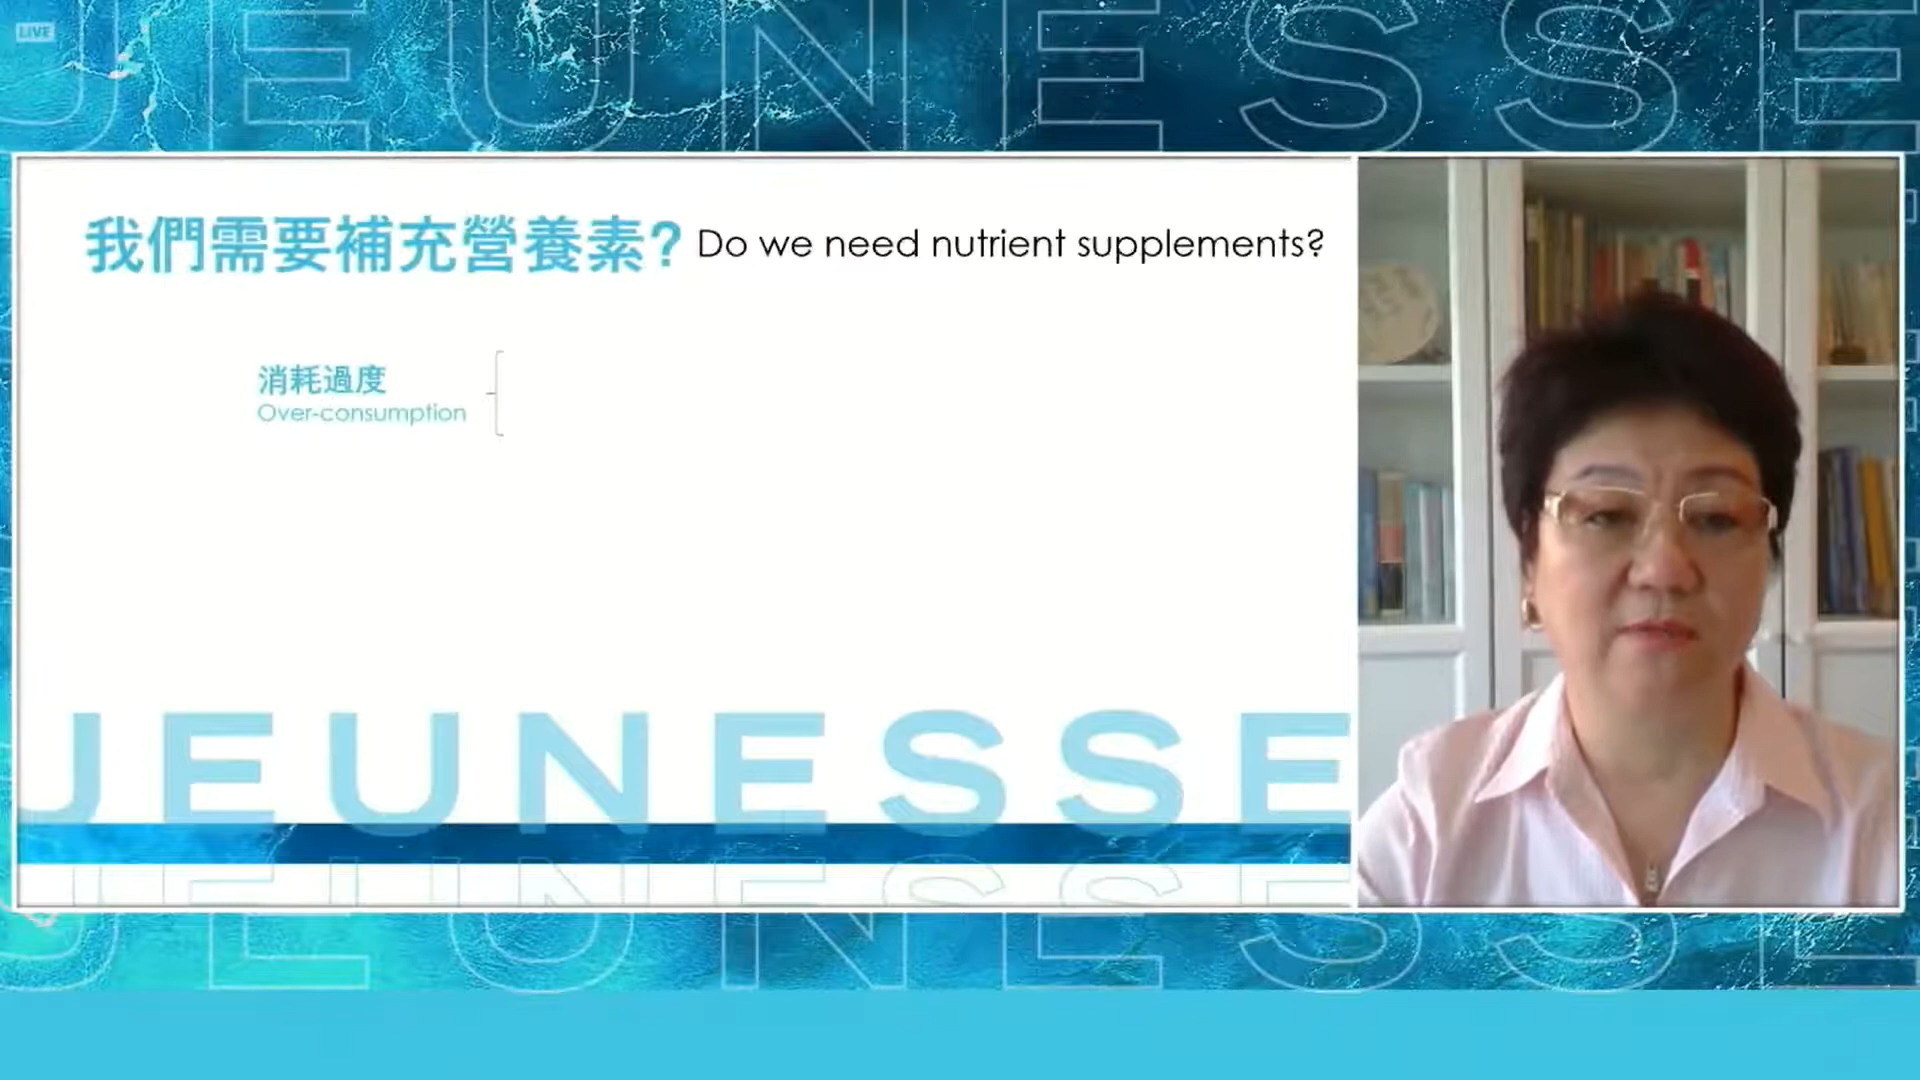 LIVE
JEUNESSE
我們需要補充營養素? Do we need nutrient supplements?
消耗過度
Over-consumption
JEUNESSE
JEUNESSE